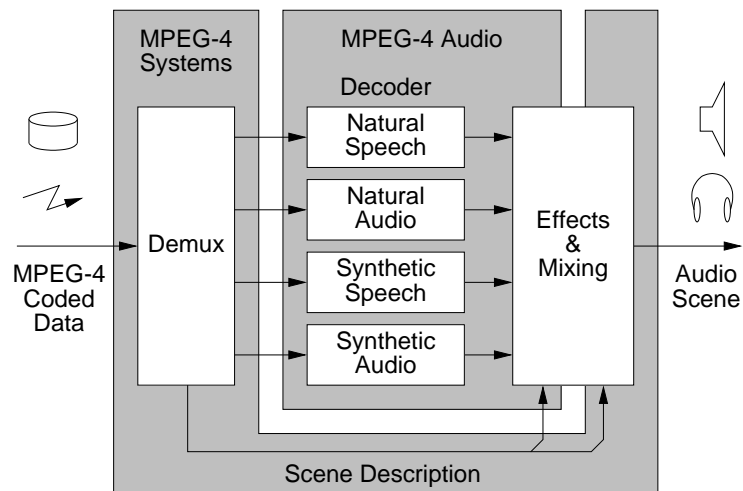 MPEG-4
Systems
MPEG-4 Audio
Decoder
Natural
Speech
Natural
Audio
Synthetic
Speech
Synthetic
Audio
Demux
Effects
&
Mixing
MPEG-4
Coded
Data
Audio
Scene
Scene Description